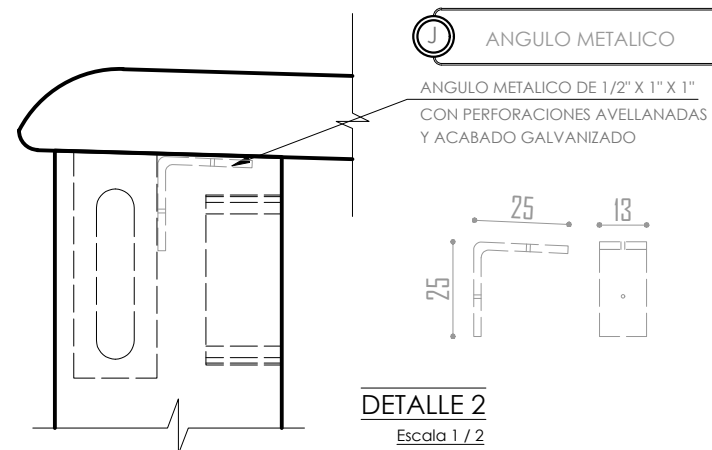 J
ANGULO METALICO
ANGULO METALICO DE 1/2" X 1" X 1"
CON PERFORACIONES AVELLANADAS
Y ACABADO GALVANIZADO
25
13
25
DETALLE 2
Escala 1 / 2